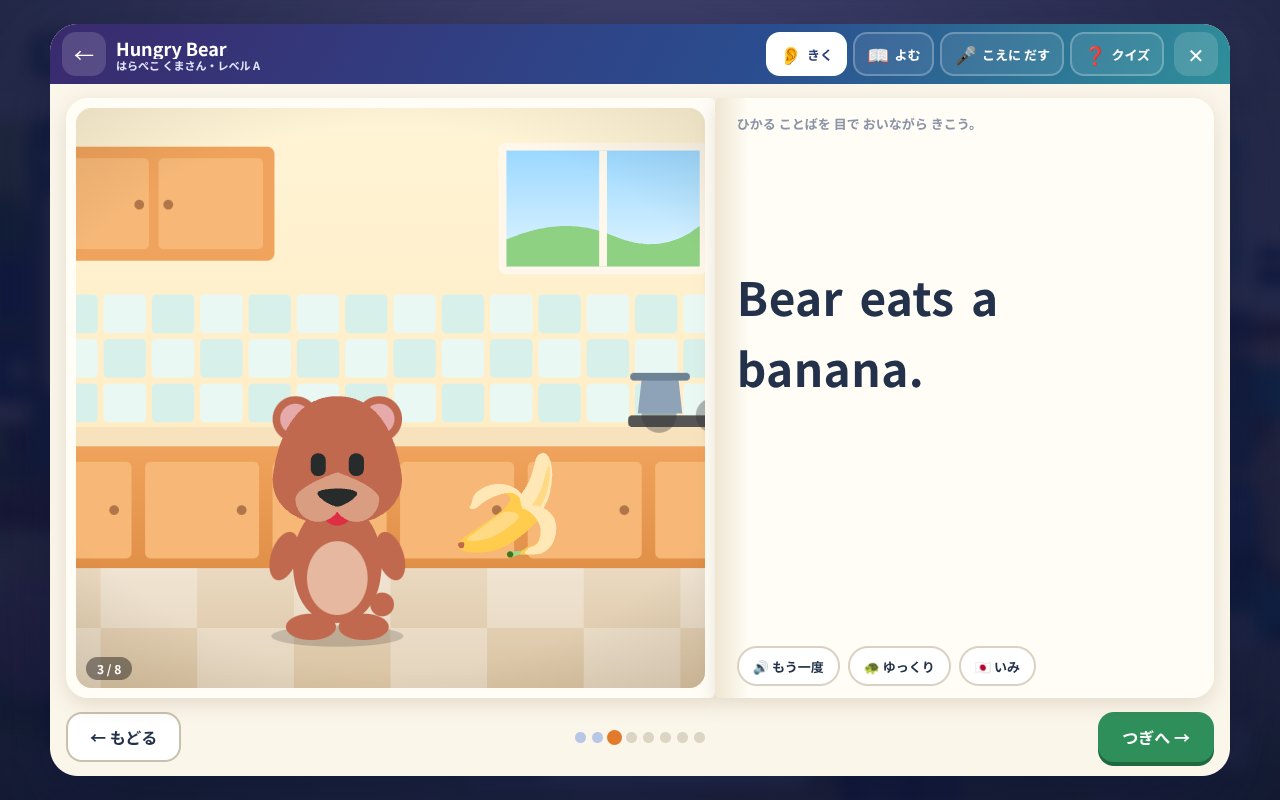 ←
Hungry Bear
はらぺこ くまさん・レベル A
👂 きく
📖 よむ
🎤 こえに だす
❓ クイズ
✕
ひかる ことばを 目で おいながら きこう。
Bear eats a
banana.
3 / 8
🔊 もう一度
🐢 ゆっくり
🇯🇵 いみ
← もどる
つぎへ →